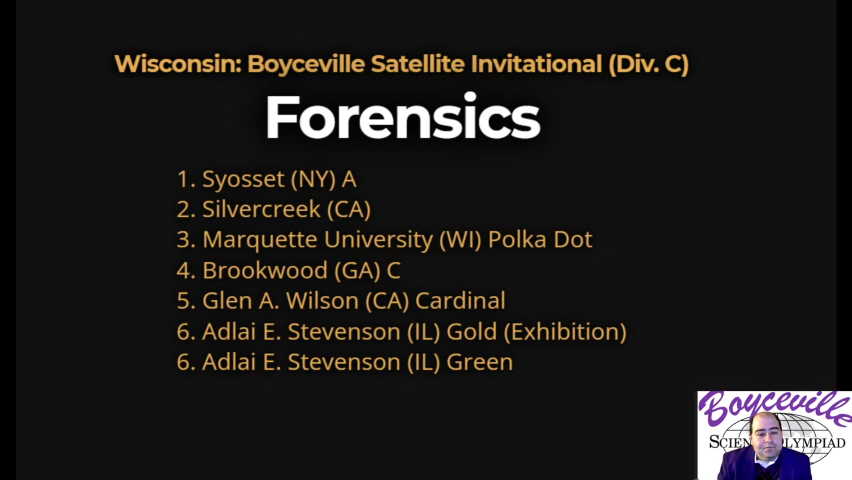 Wisconsin: Boyceville Satellite Invitational (Div. C)
Forensics
1. Syosset (NY) A
2. Silvercreek (CA)
3. Marquette University (WI) Polka Dot
4. Brookwood (GA) C
5. Glen A. Wilson (CA) Cardinal
6. Adlai E. Stevenson (IL) Gold (Exhibition)
6. Adlai E. Stevenson (IL) Green
Boyceville